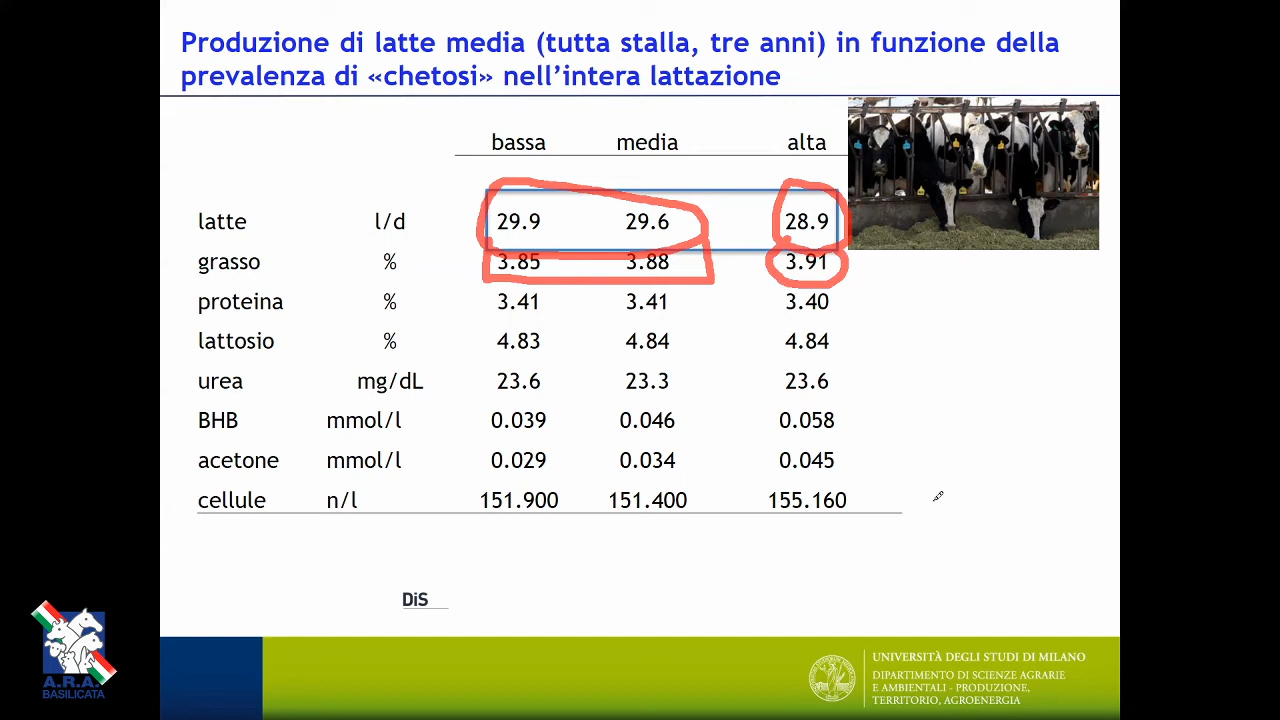 Produzione di latte media (tutta stalla, tre anni) in funzione della
prevalenza di «chetosi» nell'intera lattazione
bassa media alta
latte l/d 29.9 29.6 28.9
grasso % 3.85 3.88 3.91
proteina % 3.41 3.41 3.40
lattosio % 4.83 4.84 4.84
urea mg/dL 23.6 23.3 23.6
BHB mmol/l 0.039 0.046 0.058
acetone mmol/l 0.029 0.034 0.045
cellule n/l 151.900 151.400 155.160
DiS
A.R.A.
BASILICATA
UNIVERSITÀ DEGLI STUDI DI MILANO
DIPARTIMENTO DI SCIENZE AGRARIE
E AMBIENTALI - PRODUZIONE,
TERRITORIO, AGROENERGIA